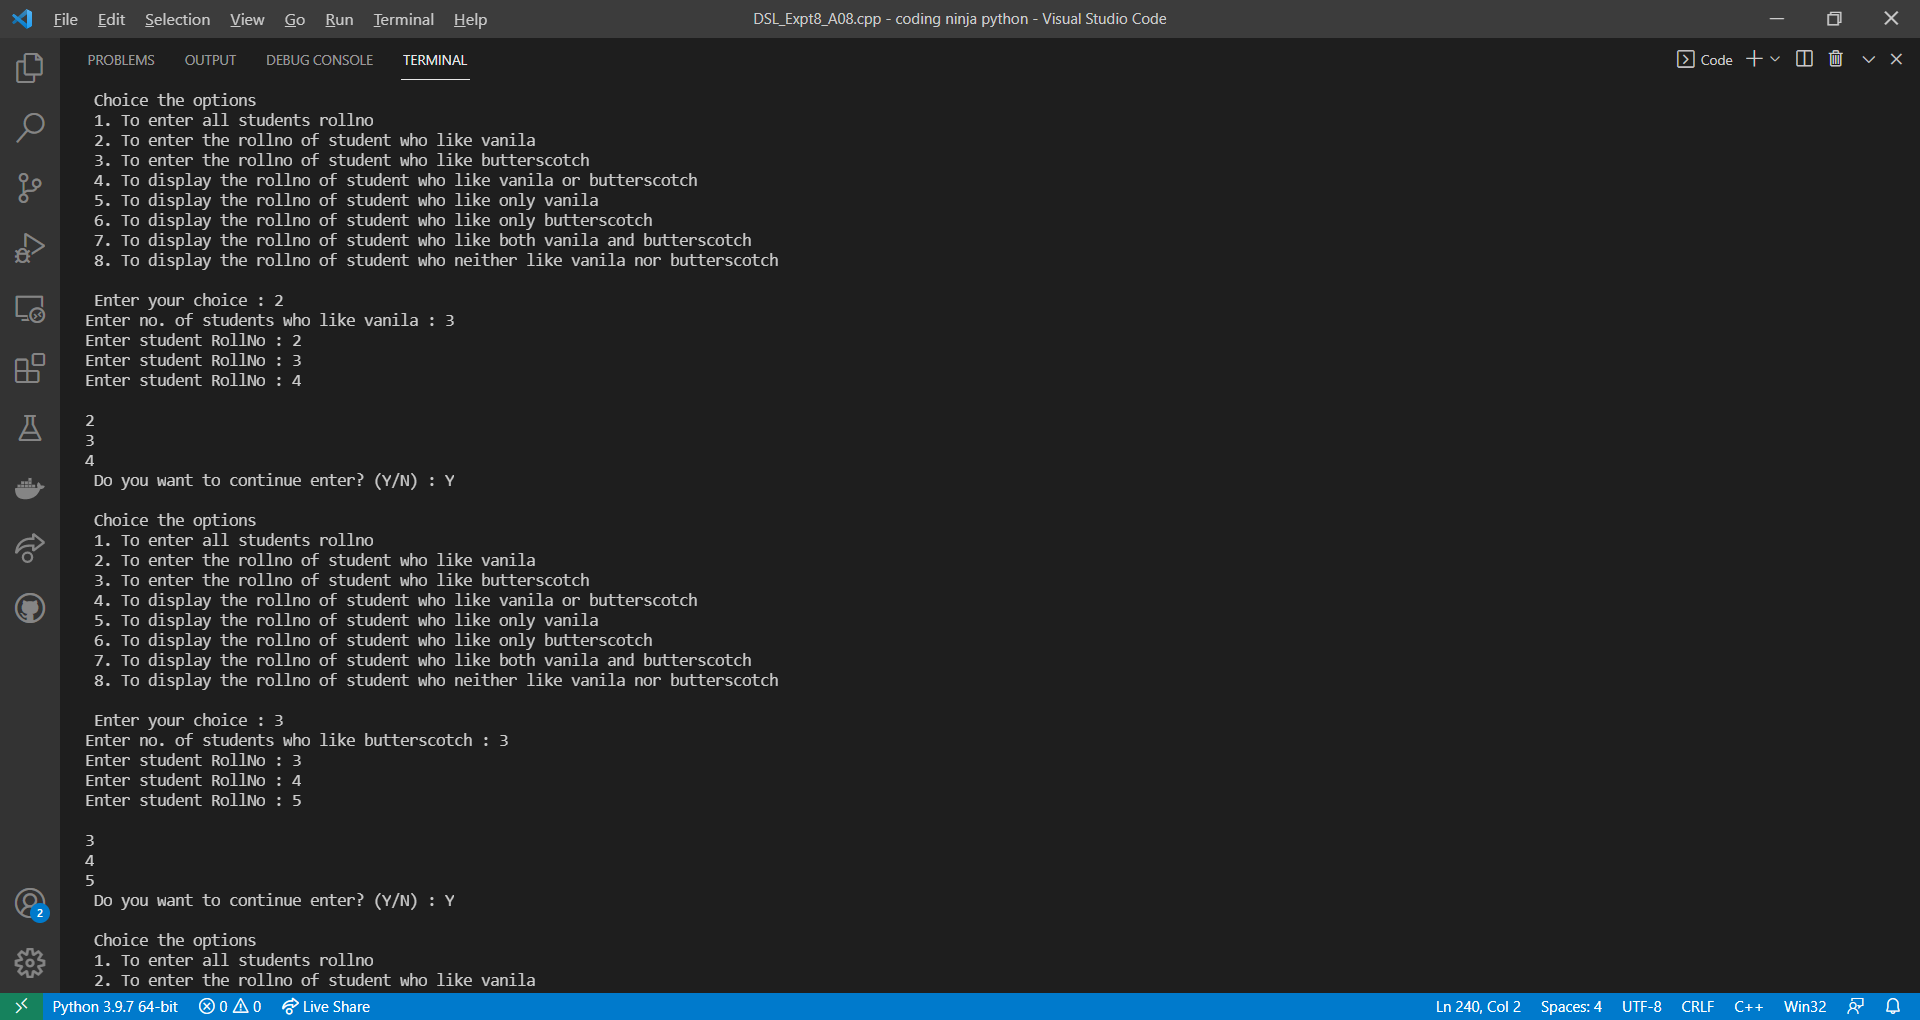 File Edit Selection View Go Run Terminal Help DSL_Expt8_A08.cpp - coding ninja python - Visual Studio Code
PROBLEMS OUTPUT DEBUG CONSOLE TERMINAL Code
Choice the options
1. To enter all students rollno
2. To enter the rollno of student who like vanila
3. To enter the rollno of student who like butterscotch
4. To display the rollno of student who like vanila or butterscotch
5. To display the rollno of student who like only vanila
6. To display the rollno of student who like only butterscotch
7. To display the rollno of student who like both vanila and butterscotch
8. To display the rollno of student who neither like vanila nor butterscotch
Enter your choice : 2
Enter no. of students who like vanila : 3
Enter student RollNo : 2
Enter student RollNo : 3
Enter student RollNo : 4
2
3
4
Do you want to continue enter? (Y/N) : Y
Choice the options
1. To enter all students rollno
2. To enter the rollno of student who like vanila
3. To enter the rollno of student who like butterscotch
4. To display the rollno of student who like vanila or butterscotch
5. To display the rollno of student who like only vanila
6. To display the rollno of student who like only butterscotch
7. To display the rollno of student who like both vanila and butterscotch
8. To display the rollno of student who neither like vanila nor butterscotch
Enter your choice : 3
Enter no. of students who like butterscotch : 3
Enter student RollNo : 3
Enter student RollNo : 4
Enter student RollNo : 5
3
4
5
Do you want to continue enter? (Y/N) : Y
Choice the options
1. To enter all students rollno
2. To enter the rollno of student who like vanila
2
Python 3.9.7 64-bit 0 0 Live Share Ln 240, Col 2 Spaces: 4 UTF-8 CRLF C++ Win32